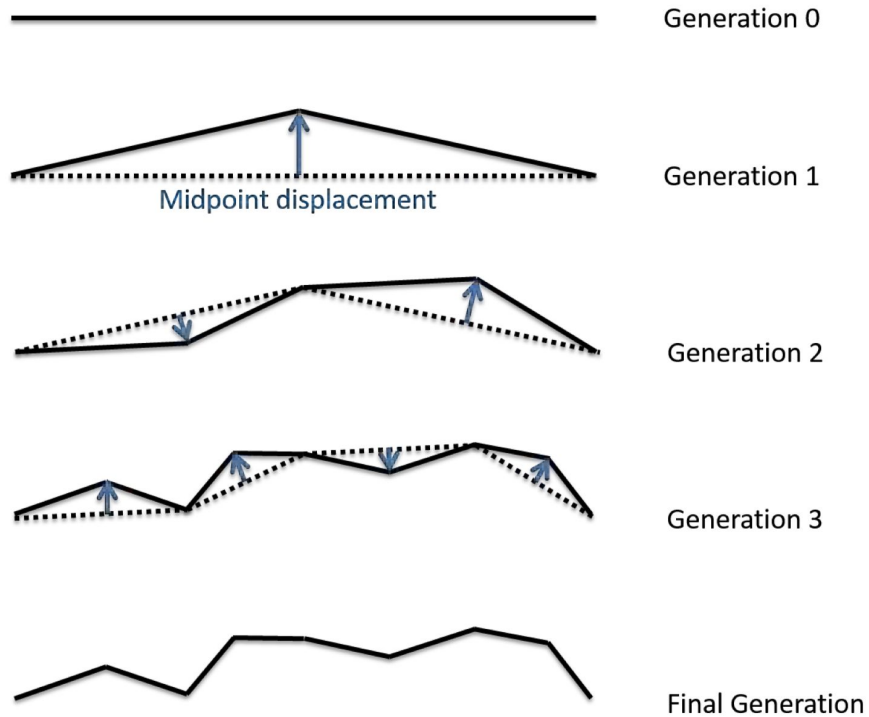 Generation 0
Generation 1
Midpoint displacement
Generation 2
Generation 3
Final Generation